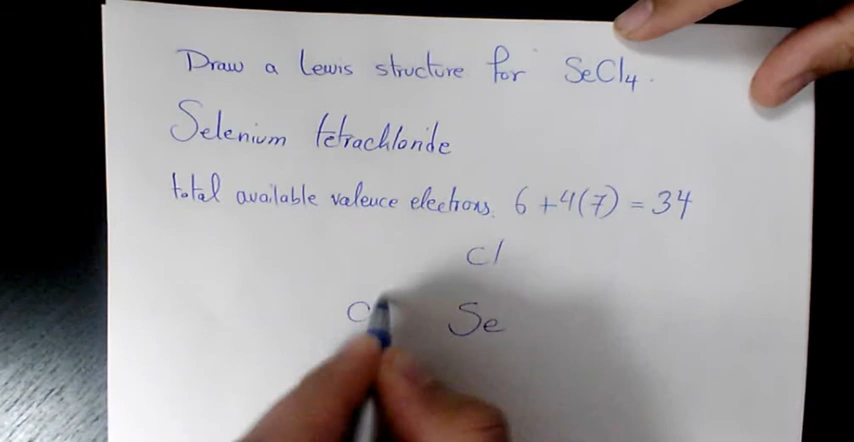 Draw a Lewis structure for SeCl4.
Selenium tetrachloride
total available valence electrons. 6 + 4(7) = 34
Cl
C Se